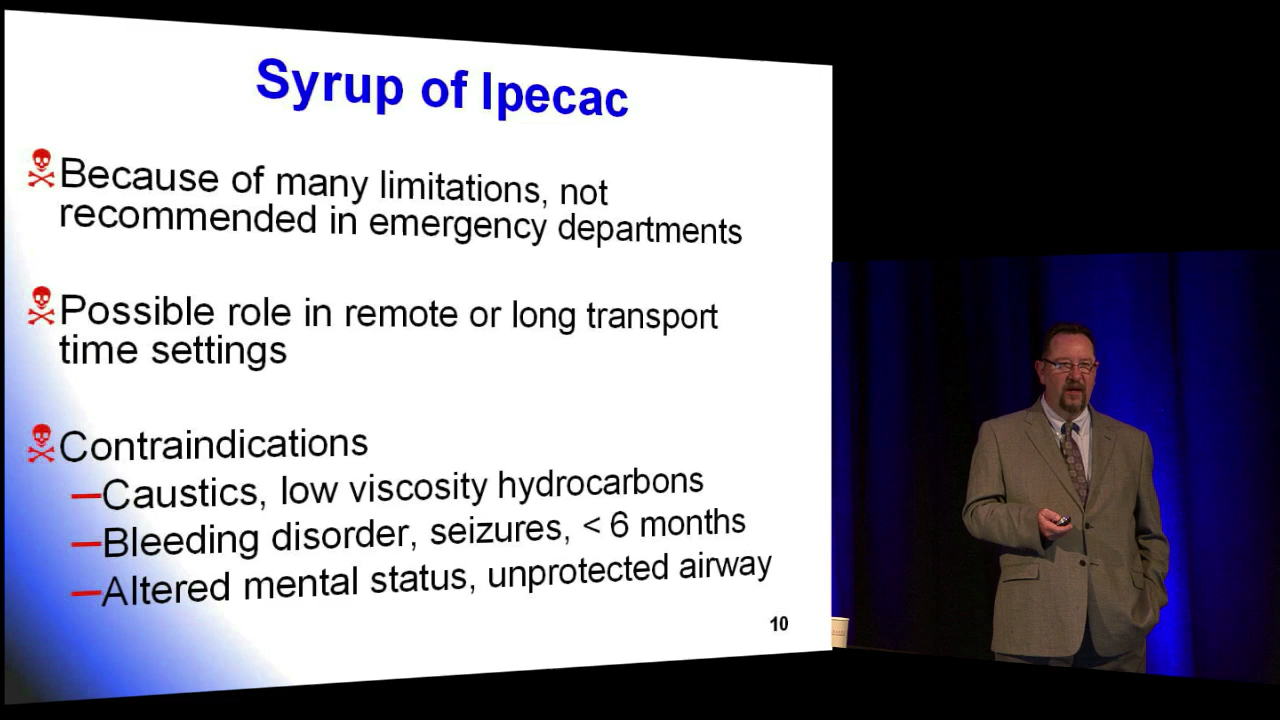 Syrup of Ipecac
Because of many limitations, not
recommended in emergency departments
Possible role in remote or long transport
time settings
Contraindications
—Caustics, low viscosity hydrocarbons
—Bleeding disorder, seizures, < 6 months
—Altered mental status, unprotected airway
10